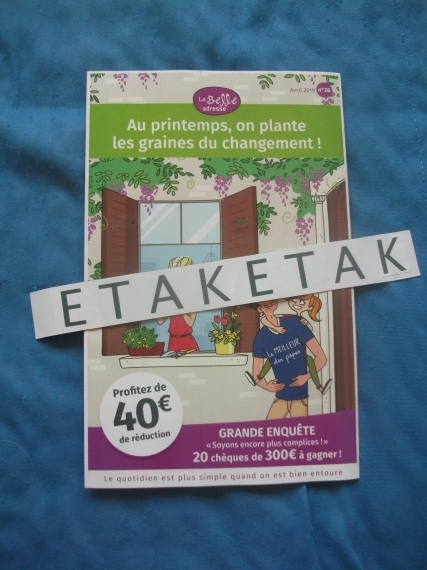 La Belle
adresse
Avril 2019 n°26
Au printemps, on plante
les graines du changement !
ETAKETAK
Le MEILLEUR
des papas
Profitez de
40€
de réduction
GRANDE ENQUÊTE
« Soyons encore plus complices !»
20 chèques de 300€ à gagner !
Le quotidien est plus simple quand on est bien entouré